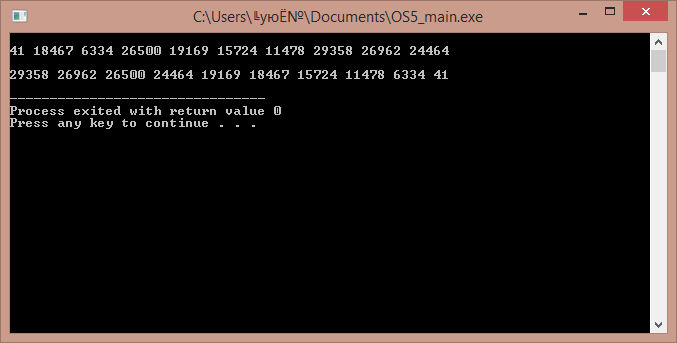 C:\Users\╚уюЁN№\Documents\OS5_main.exe
41 18467 6334 26500 19169 15724 11478 29358 26962 24464
29358 26962 26500 24464 19169 18467 15724 11478 6334 41
--------------------------------
Process exited with return value 0
Press any key to continue . . .